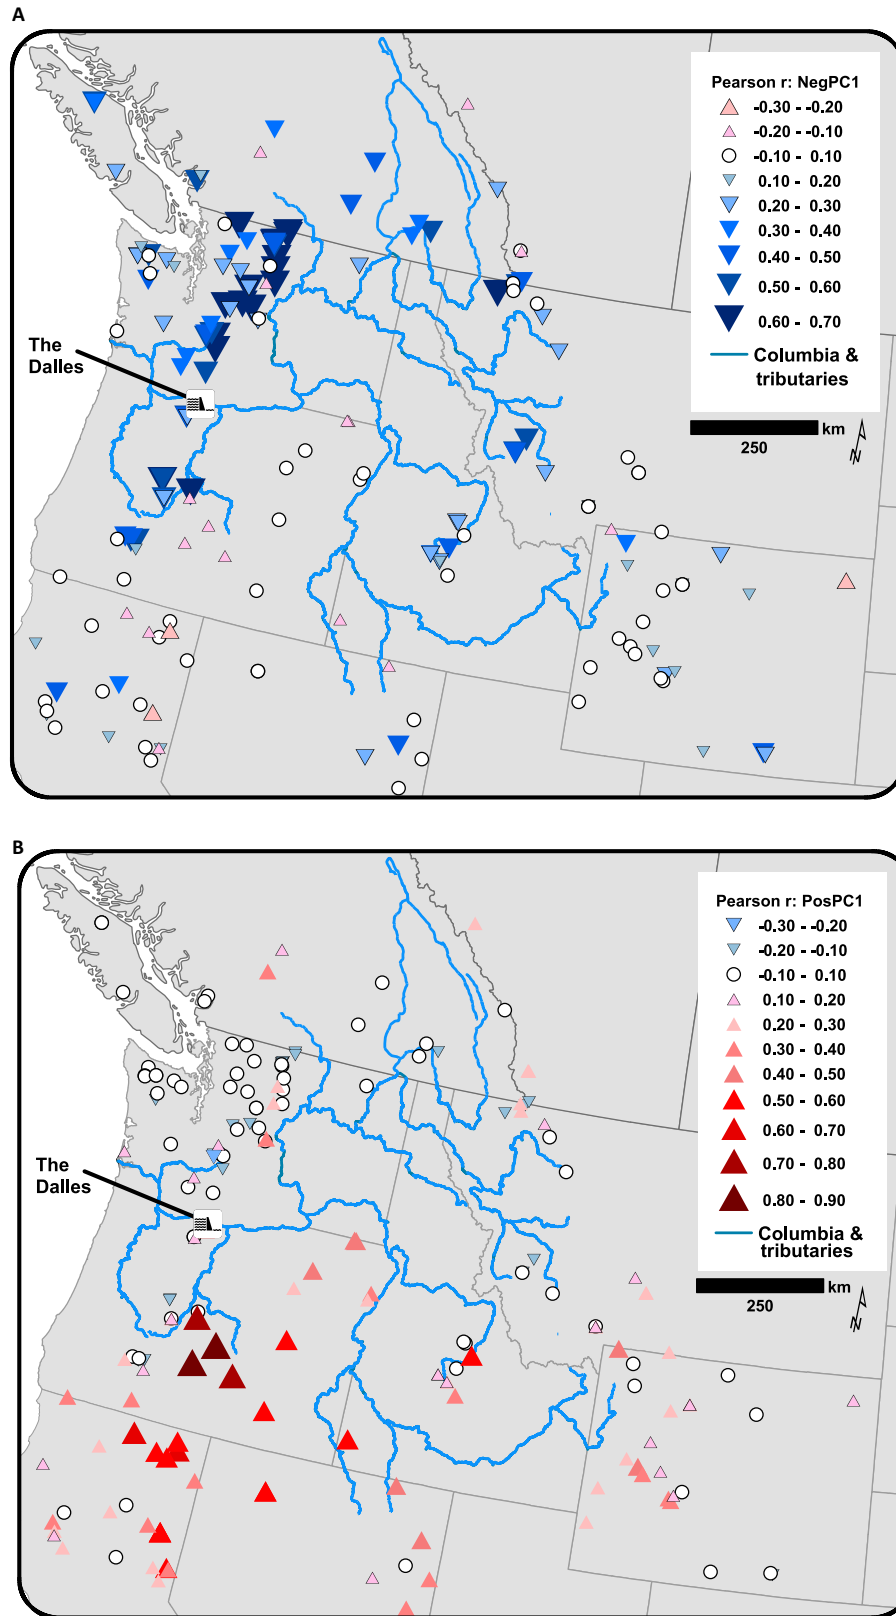 A
Pearson r: NegPC1
-0.30 - -0.20
-0.20 - -0.10
-0.10 - 0.10
0.10 - 0.20
0.20 - 0.30
0.30 - 0.40
0.40 - 0.50
0.50 - 0.60
0.60 - 0.70
Columbia &
tributaries
The
Dalles
km
250
N
B
Pearson r: PosPC1
-0.30 - -0.20
-0.20 - -0.10
-0.10 - 0.10
0.10 - 0.20
0.20 - 0.30
0.30 - 0.40
0.40 - 0.50
0.50 - 0.60
0.60 - 0.70
0.70 - 0.80
0.80 - 0.90
Columbia &
tributaries
The
Dalles
km
250
N